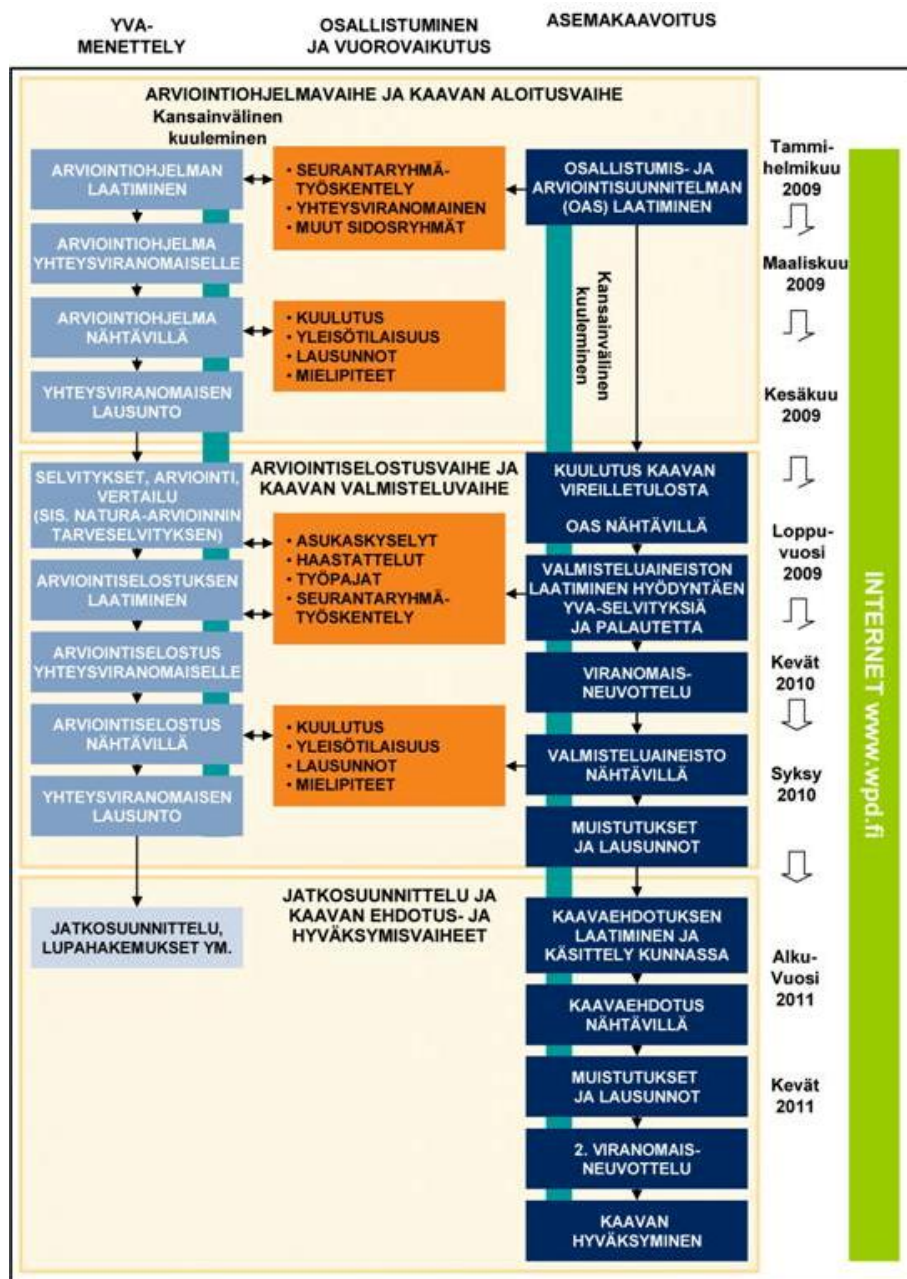 YVA-
MENETTELY
OSALLISTUMINEN
JA VUOROVAIKUTUS
ASEMAKAAVOITUS
ARVIOINTIOHJELMAVAIHE JA KAAVAN ALOITUSVAIHE
Kansainvälinen
kuuleminen
ARVIOINTIOHJELMAN
LAATIMINEN
ARVIOINTIOHJELMA
YHTEYSVIRANOMAISELLE
ARVIOINTIOHJELMA
NÄHTÄVILLÄ
YHTEYSVIRANOMAISEN
LAUSUNTO
• SEURANTARYHMÄ-
TYÖSKENTELY
• YHTEYSVIRANOMAINEN
• MUUT SIDOSRYHMÄT
• KUULUTUS
• YLEISÖTILAISUUS
• LAUSUNNOT
• MIELIPITEET
OSALLISTUMIS- JA
ARVIOINTISUUNNITELMAN
(OAS) LAATIMINEN
Kansainvälinen
kuuleminen
ARVIOINTISELOSTUSVAIHE JA
KAAVAN VALMISTELUVAIHE
SELVITYKSET, ARVIOINTI,
VERTAILU
(SIS. NATURA-ARVIOINNIN
TARVESELVITYKSEN)
ARVIOINTISELOSTUKSEN
LAATIMINEN
ARVIOINTISELOSTUS
YHTEYSVIRANOMAISELLE
ARVIOINTISELOSTUS
NÄHTÄVILLÄ
YHTEYSVIRANOMAISEN
LAUSUNTO
• ASUKASKYSELYT
• HAASTATTELUT
• TYÖPAJAT
• SEURANTARYHMÄ-
TYÖSKENTELY
• KUULUTUS
• YLEISÖTILAISUUS
• LAUSUNNOT
• MIELIPITEET
KUULUTUS KAAVAN
VIREILLETULOSTA
OAS NÄHTÄVILLÄ
VALMISTELUAINEISTON
LAATIMINEN HYÖDYNTÄEN
YVA-SELVITYKSIÄ
JA PALAUTETTA
VIRANOMAIS-
NEUVOTTELU
VALMISTELUAINEISTO
NÄHTÄVILLÄ
MUISTUTUKSET
JA LAUSUNNOT
JATKOSUUNNITTELU JA
KAAVAN EHDOTUS- JA
HYVÄKSYMISVAIHEET
JATKOSUUNNITTELU,
LUPAHAKEMUKSET YM.
KAAVAEHDOTUKSEN
LAATIMINEN JA
KÄSITTELY KUNNASSA
KAAVAEHDOTUS
NÄHTÄVILLÄ
MUISTUTUKSET
JA LAUSUNNOT
2. VIRANOMAIS-
NEUVOTTELU
KAAVAN
HYVÄKSYMINEN
Tammi-
helmikuu
2009
Maaliskuu
2009
Kesäkuu
2009
Loppu-
vuosi
2009
Kevät
2010
Syksy
2010
Alku-
Vuosi
2011
Kevät
2011
INTERNET www.wpd.fi